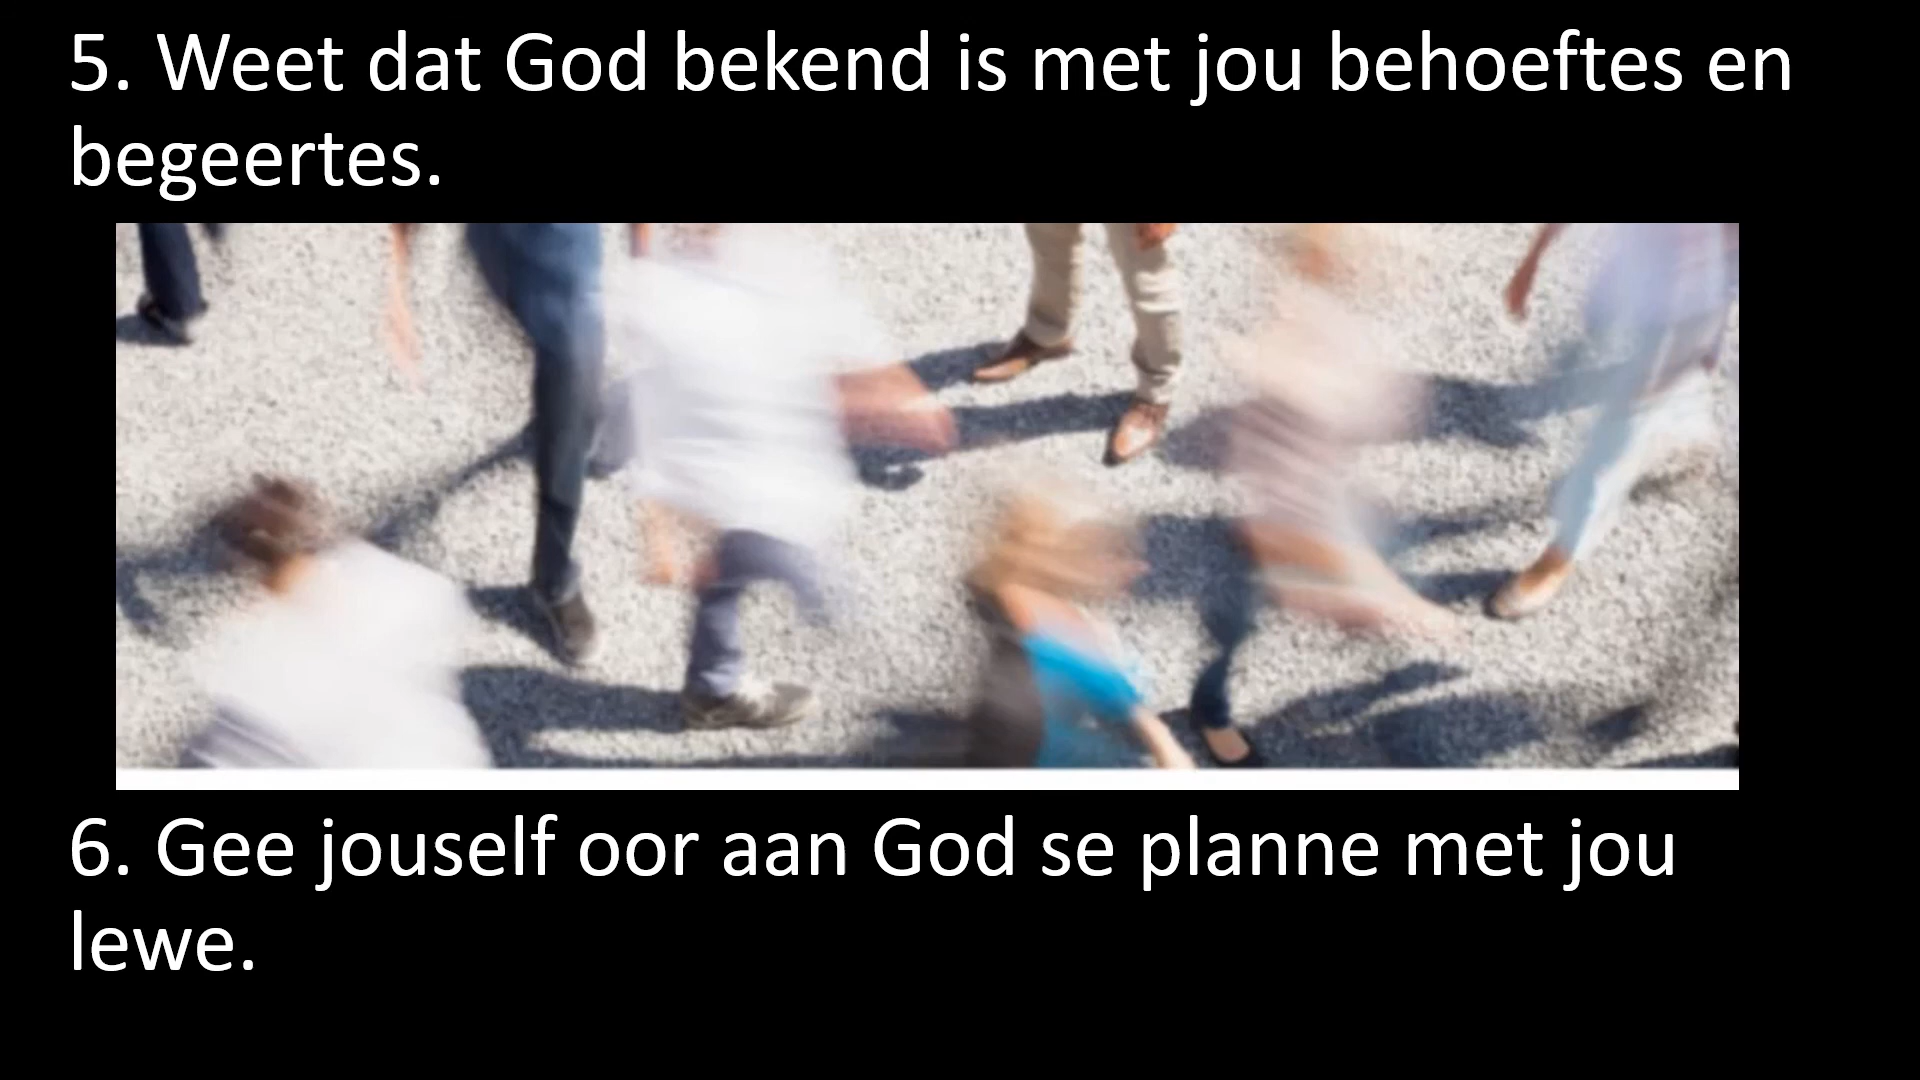 5. Weet dat God bekend is met jou behoeftes en
begeertes.
6. Gee jouself oor aan God se planne met jou
lewe.